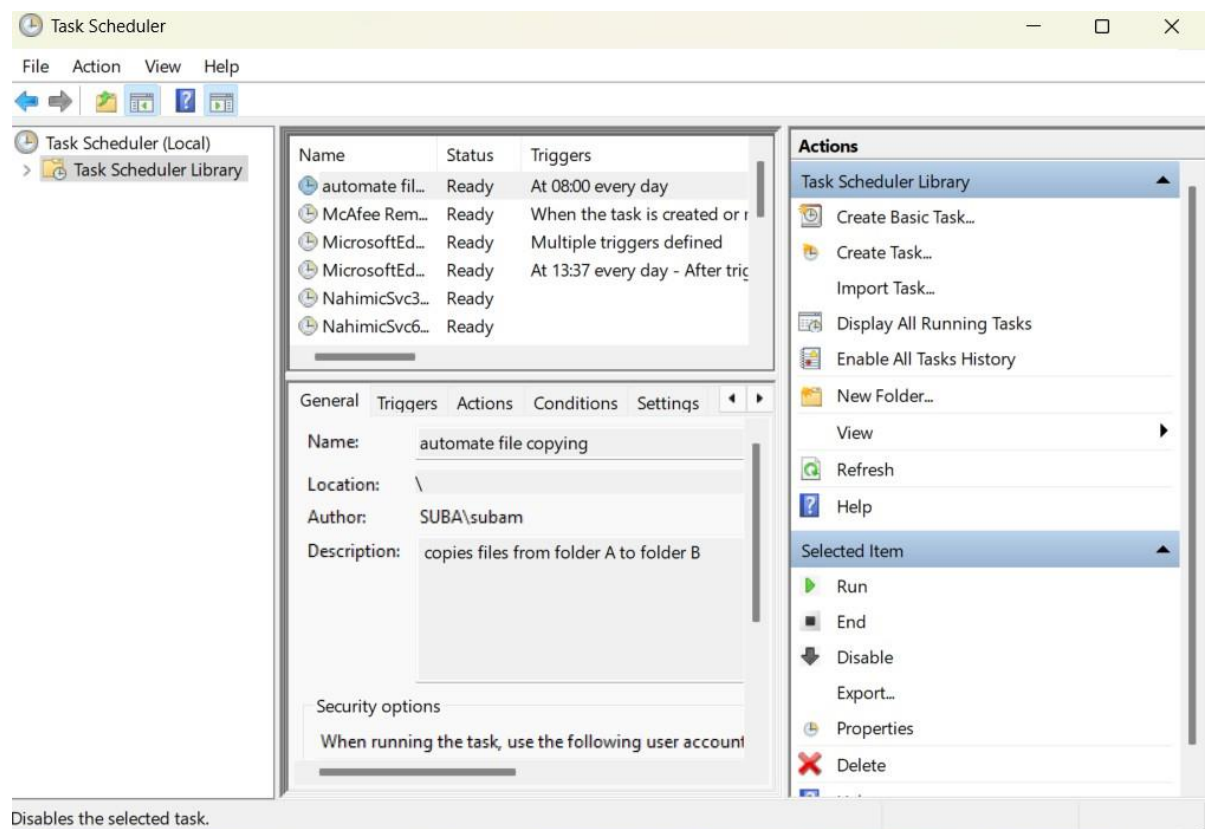 Task Scheduler
File Action View Help
Task Scheduler (Local)
Task Scheduler Library
Name Status Triggers
automate fil... Ready At 08:00 every day
McAfee Rem... Ready When the task is created or
MicrosoftEd... Ready Multiple triggers defined
MicrosoftEd... Ready At 13:37 every day - After trig
NahimicSvc3... Ready
NahimicSvc6... Ready
General Triggers Actions Conditions Settings
Name: automate file copying
Location: \
Author: SUBA\subam
Description: copies files from folder A to folder B
Security options
When running the task, use the following user account
Actions
Task Scheduler Library
Create Basic Task...
Create Task...
Import Task...
Display All Running Tasks
Enable All Tasks History
New Folder...
View
Refresh
Help
Selected Item
Run
End
Disable
Export...
Properties
Delete
Disables the selected task.